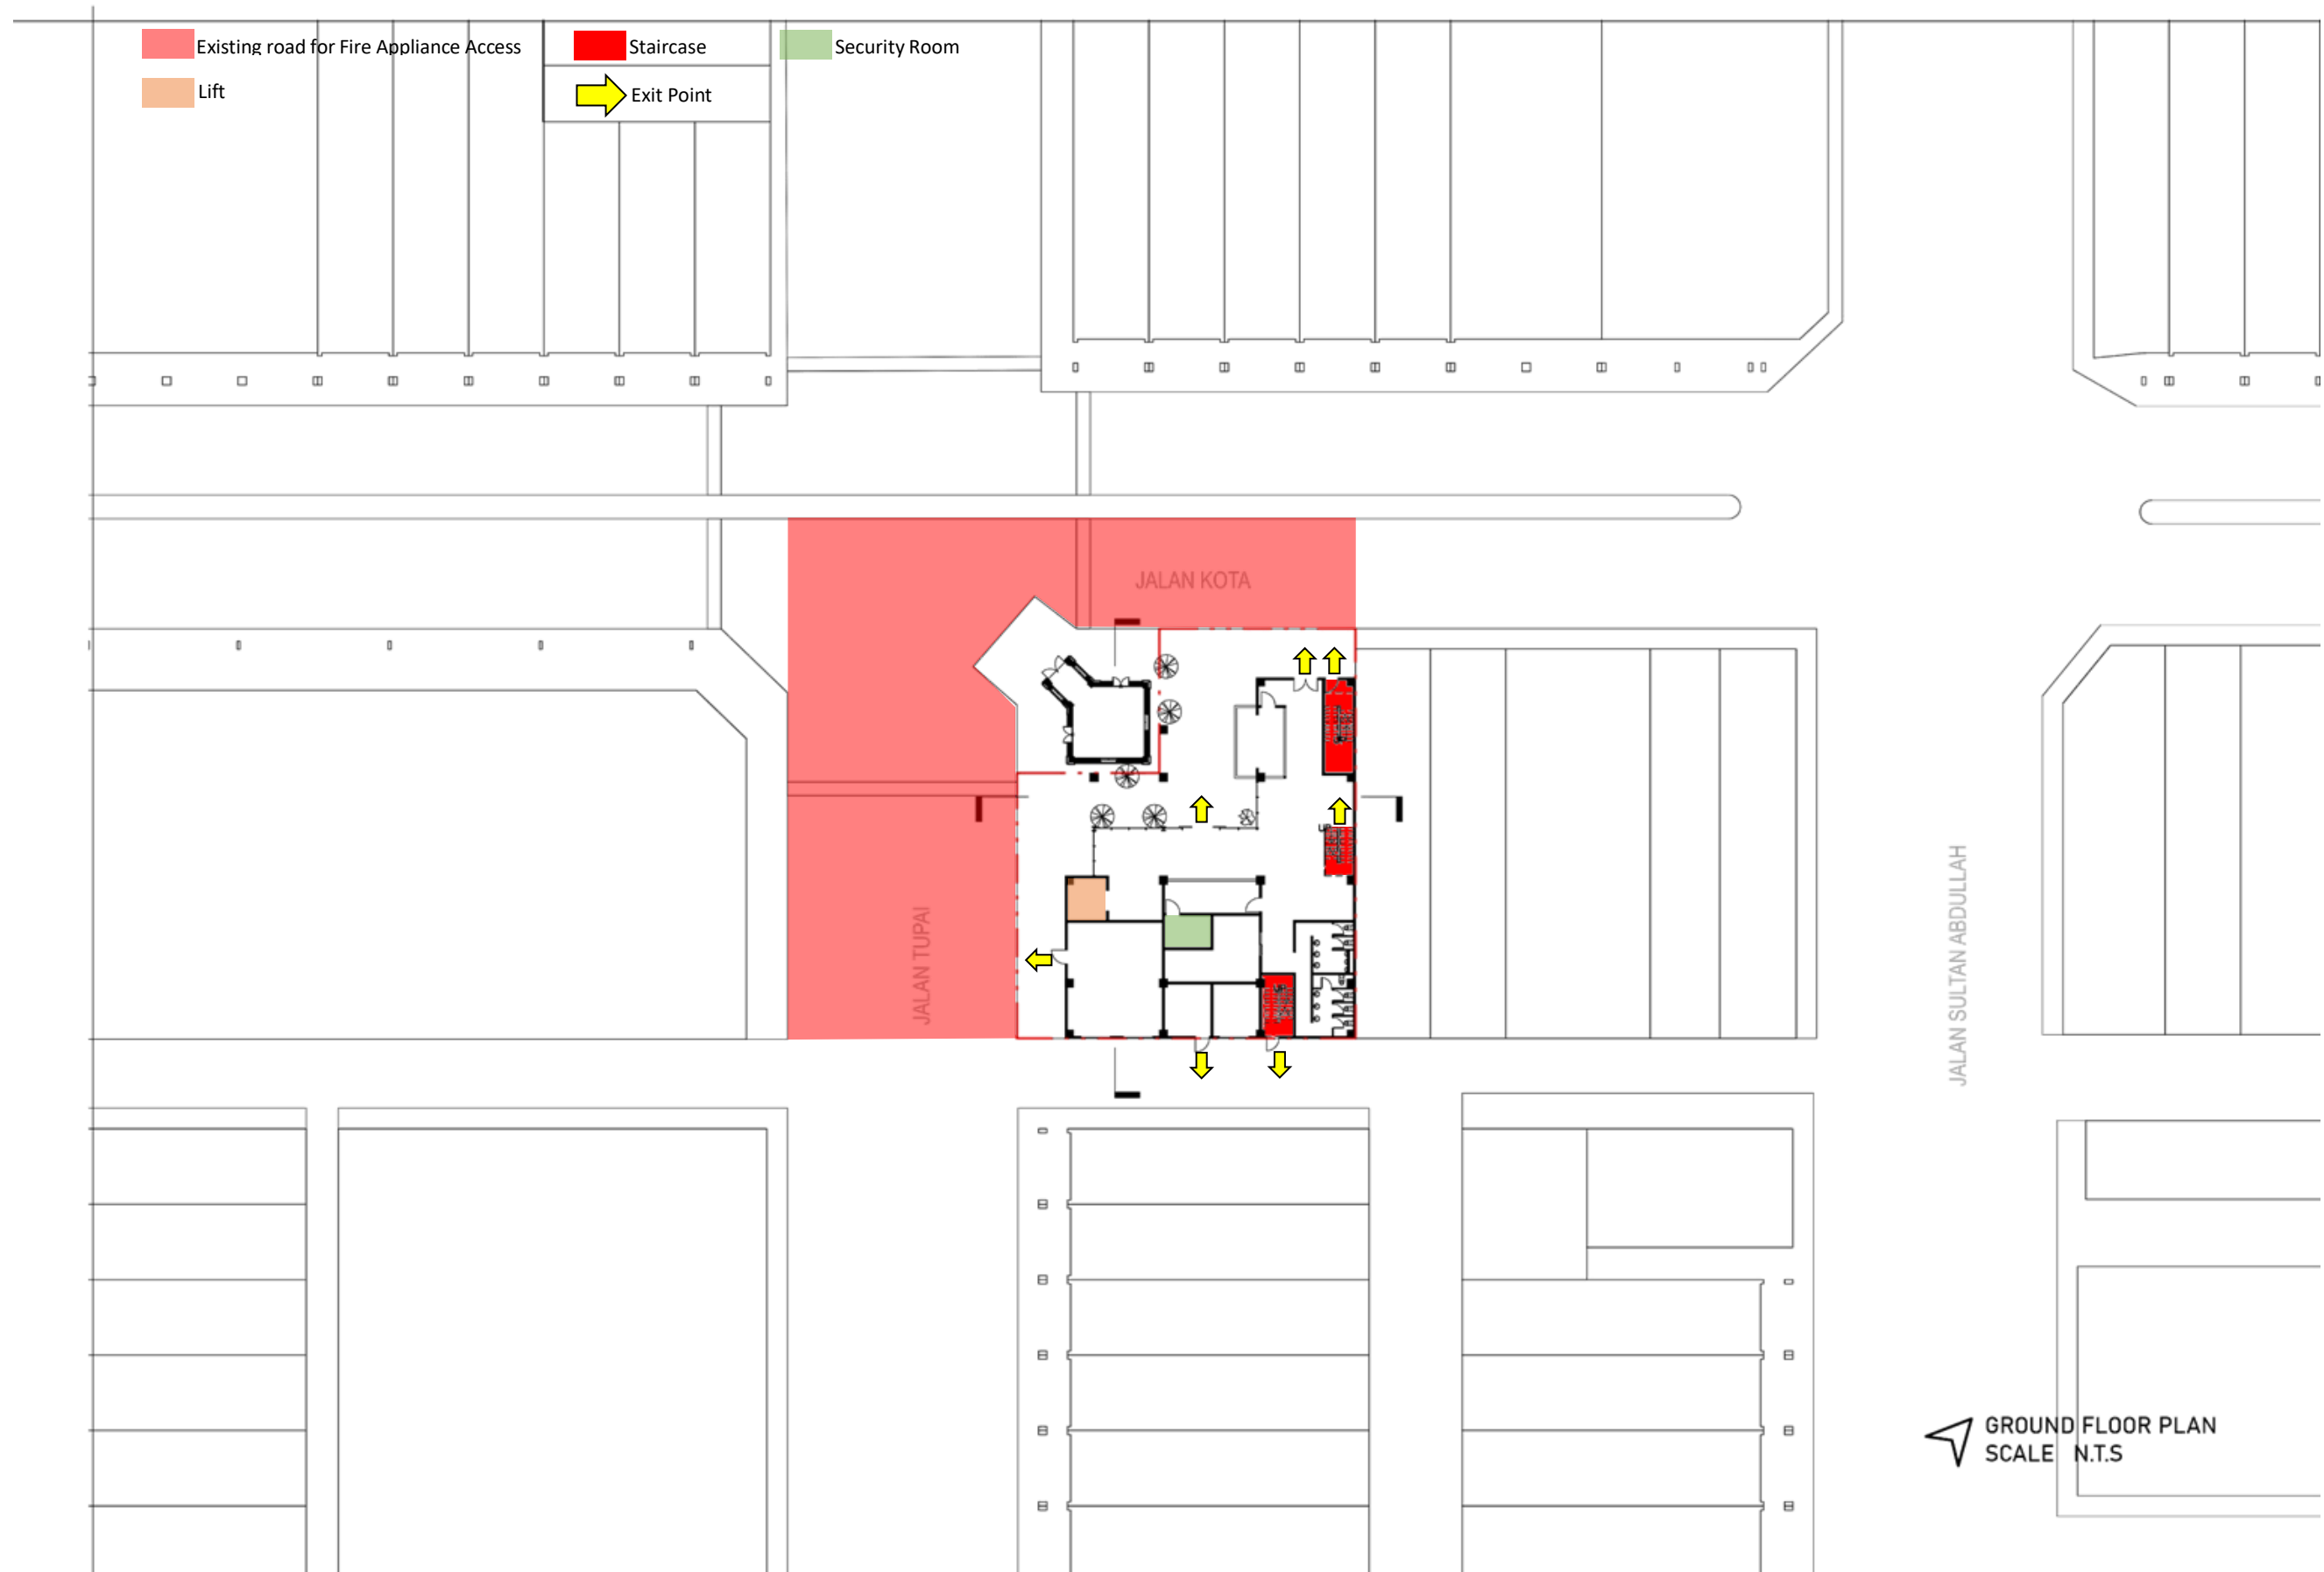 Existing road for Fire Appliance Access
Staircase
Security Room
Lift
Exit Point
JALAN KOTA
UP
JALAN TUPAI
JALAN SULTAN ABDULLAH
GROUND FLOOR PLAN
SCALE N.T.S